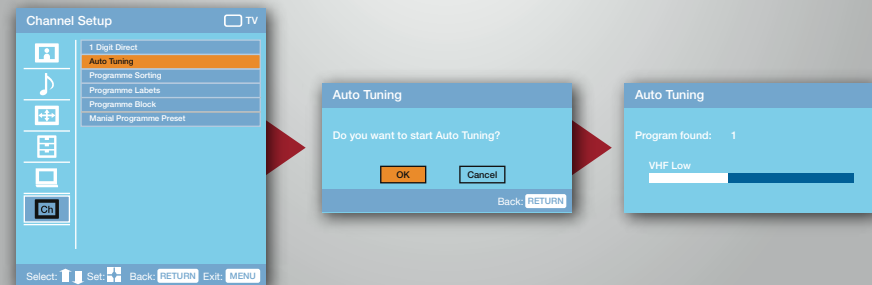 Channel Setup TV
1 Digit Direct
Auto Tuning
Programme Sorting
Programme Labels
Programme Block
Manial Programme Preset
Ch
Select: Set: Back: RETURN Exit: MENU
Auto Tuning
Do you want to start Auto Tuning?
OK Cancel
Back: RETURN
Auto Tuning
Program found: 1
VHF Low